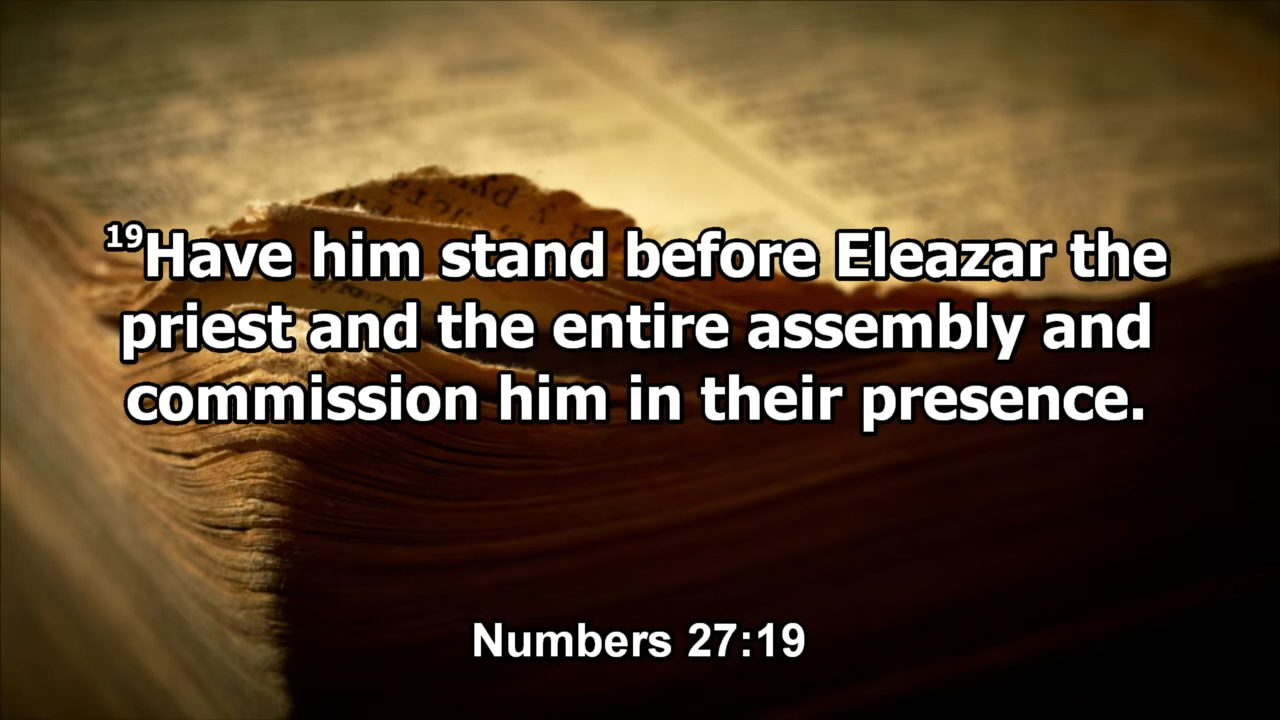 ¹⁹Have him stand before Eleazar the
priest and the entire assembly and
commission him in their presence.
Numbers 27:19